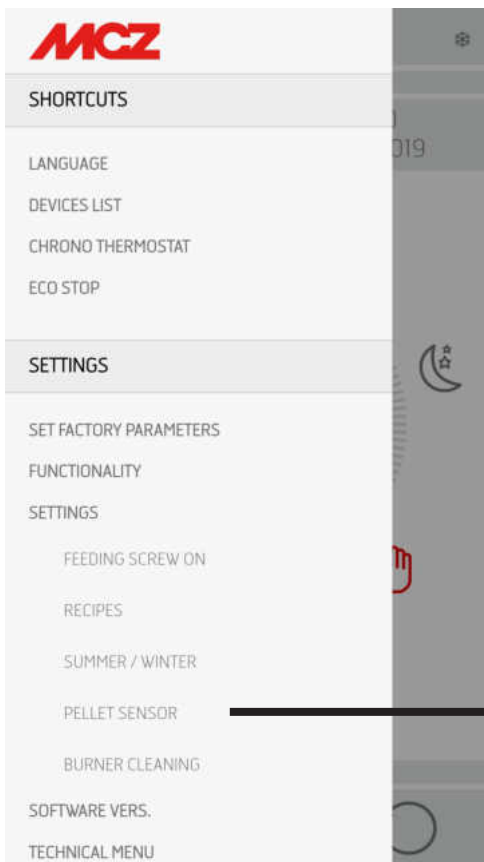 MCZ
SHORTCUTS
LANGUAGE
DEVICES LIST
CHRONO THERMOSTAT
ECO STOP
SETTINGS
SET FACTORY PARAMETERS
FUNCTIONALITY
SETTINGS
FEEDING SCREW ON
RECIPES
SUMMER / WINTER
PELLET SENSOR
BURNER CLEANING
SOFTWARE VERS.
TECHNICAL MENU